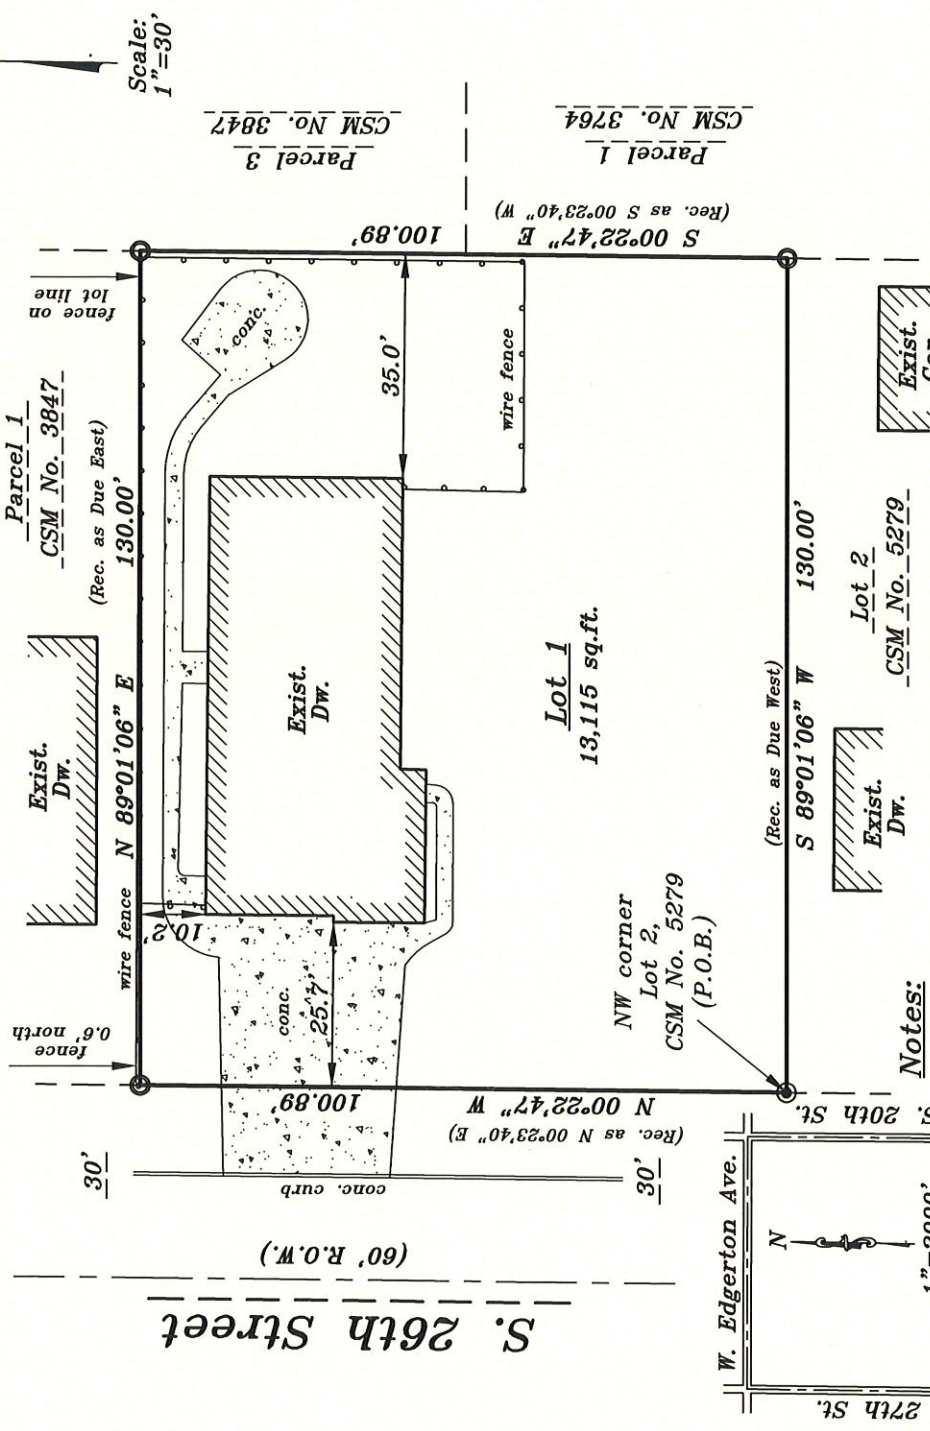 Scale:
1"=30'
Parcel 3
CSM No. 3847
Parcel 1
CSM No. 3764
100.89'
S 00°22'47" E
(Rec. as S 00°23'40" W)
fence on
lot line
Parcel 1
CSM No. 3847
(Rec. as Due East)
130.00'
N 89°01'06" E
wire fence
fence
0.6' north
conc.
35.0'
wire fence
Exist.
Dw.
Exist.
Dw.
10.2'
conc.
25.7'
Lot 1
13,115 sq.ft.
130.00'
(Rec. as Due West)
S 89°01'06" W
Lot 2
CSM No. 5279
Exist.
Exist.
Dw.
NW corner
Lot 2,
CSM No. 5279
(P.O.B.)
Notes:
100.89'
N 00°22'47" W
(Rec. as N 00°23'40" E)
30'
conc. curb
30'
(60' R.O.W.)
S. 26th Street
W. Edgerton Ave.
S. 20th St.
N
27th St.